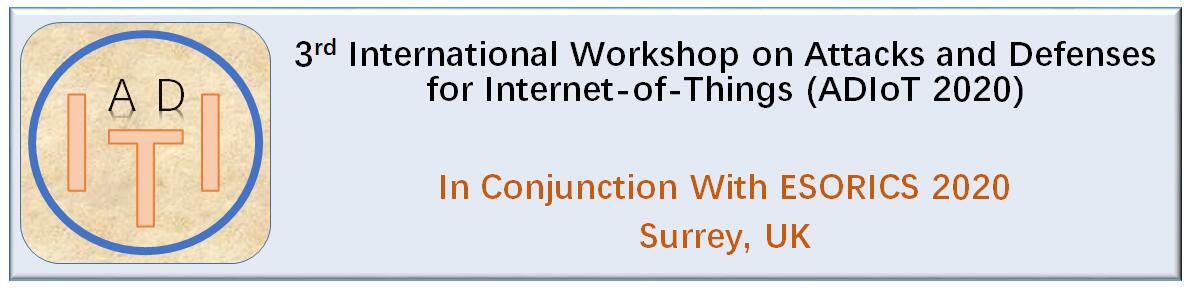 A D
I T I
3rd International Workshop on Attacks and Defenses
for Internet-of-Things (ADIoT 2020)
In Conjunction With ESORICS 2020
Surrey, UK